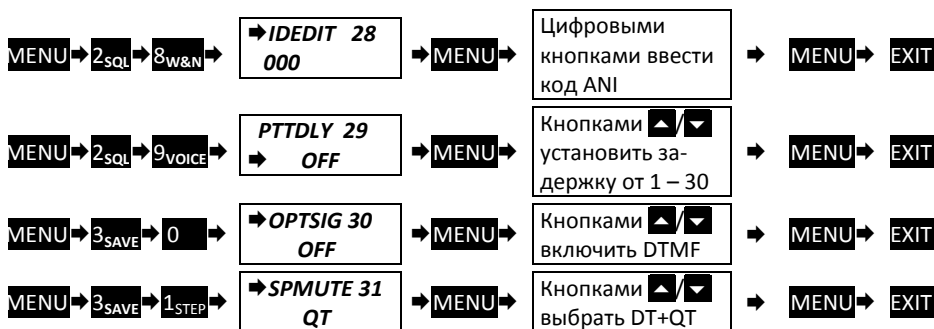 MENU➡2SQL➡8W&N➡ ➡IDEDIT 28 ➡MENU➡ Цифровыми ➡ MENU➡ EXIT
000 кнопками ввести
код ANI
MENU➡2SQL➡9VOICE➡ PTTDLY 29 ➡MENU➡ Кнопками ▲/▼ ➡ MENU➡ EXIT
➡ OFF установить за-
держку от 1 – 30
MENU➡3SAVE➡ 0 ➡ ➡OPTSIG 30 ➡MENU➡ Кнопками ▲/▼ ➡ MENU➡ EXIT
OFF включить DTMF
MENU➡3SAVE➡1STEP➡ ➡SPMUTE 31 ➡MENU➡ Кнопками ▲/▼ ➡ MENU➡ EXIT
QT выбрать DT+QT